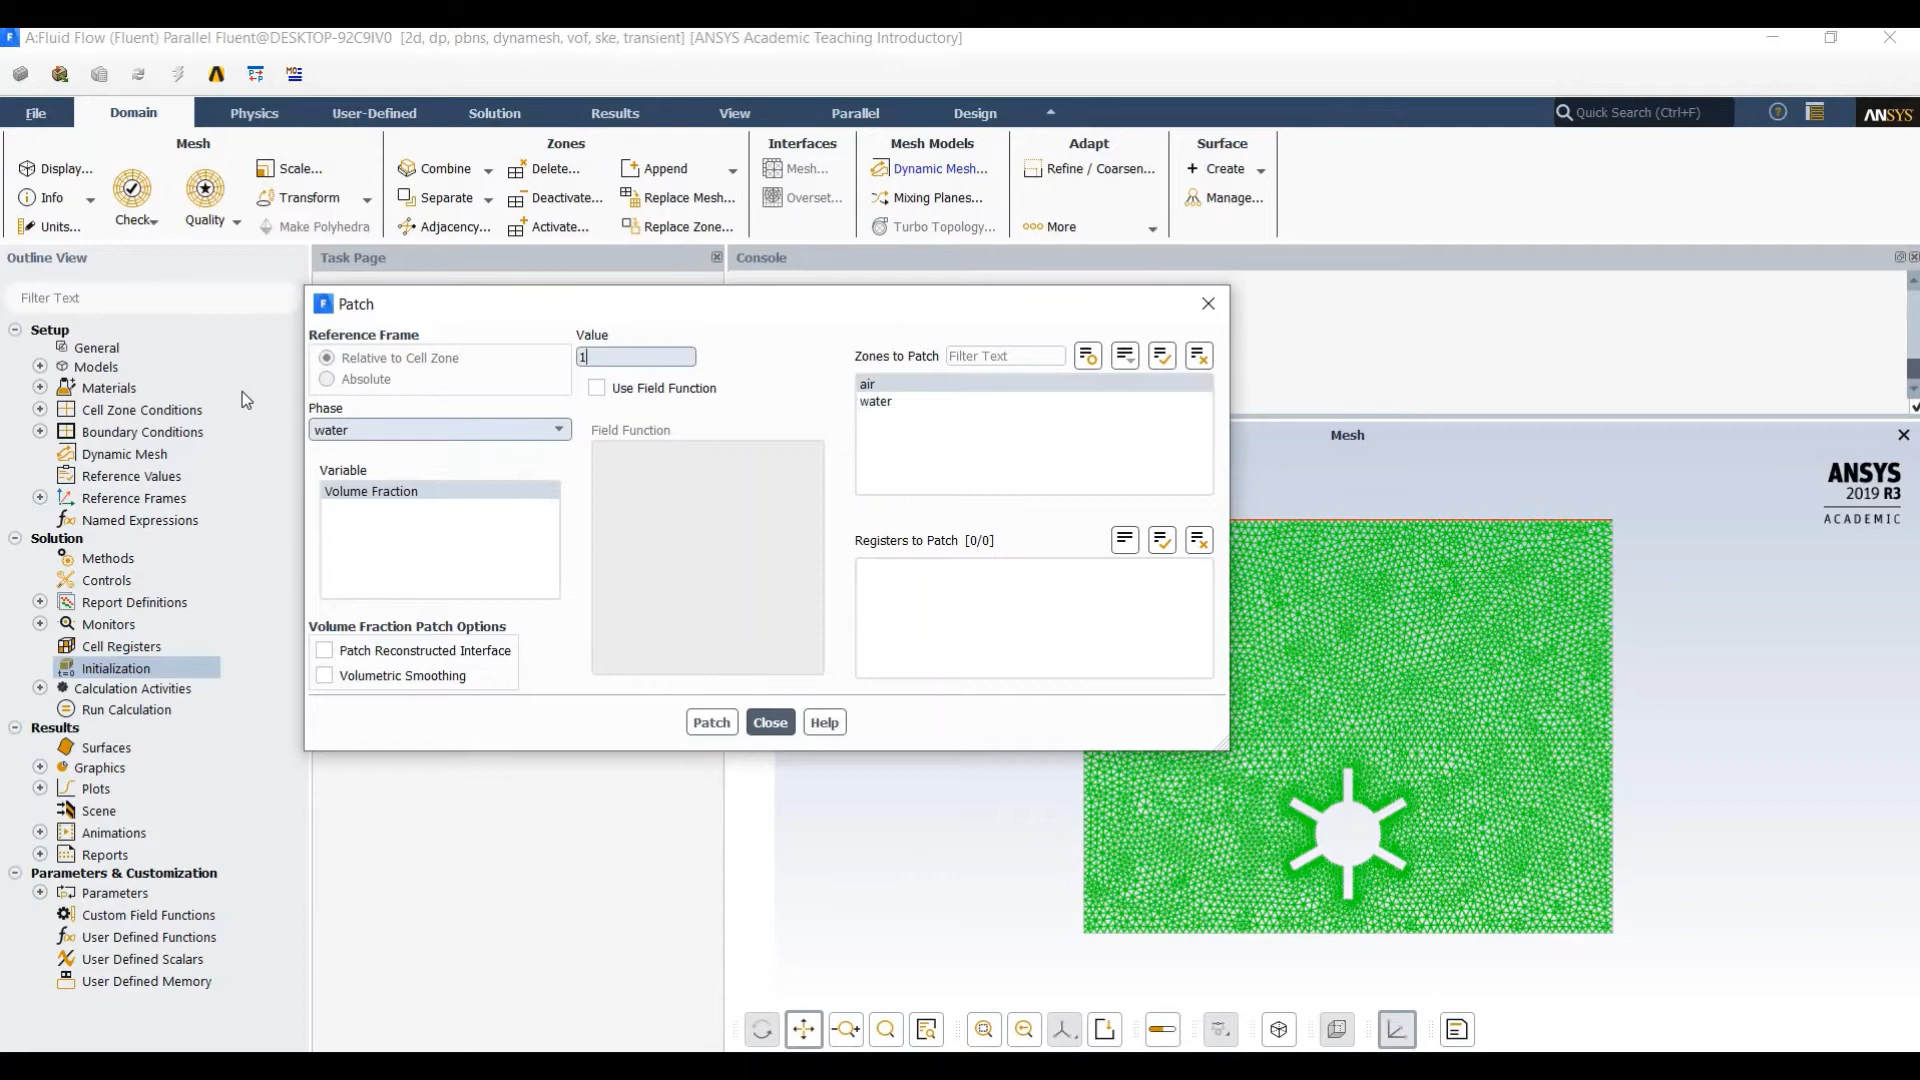 A:Fluid Flow (Fluent) Parallel Fluent@DESKTOP-92C9IV0 [2d, dp, pbns, dynamesh, vof, ske, transient] [ANSYS Academic Teaching Introductory]
File Domain Physics User-Defined Solution Results View Parallel Design Quick Search (Ctrl+F) ANSYS
Mesh Zones Interfaces Mesh Models Adapt Surface
Display... Scale... Combine Delete... Append Mesh... Dynamic Mesh... Refine / Coarsen... + Create
Info Transform Separate Deactivate... Replace Mesh... Overset... Mixing Planes... Manage...
Check Quality
Units... Make Polyhedra Adjacency... Activate... Replace Zone... Turbo Topology... More
Outline View Task Page Console
Filter Text
Setup
General
Models
Materials
Cell Zone Conditions
Boundary Conditions
Dynamic Mesh
Reference Values
Reference Frames
Named Expressions
Solution
Methods
Controls
Report Definitions
Monitors
Cell Registers
Initialization
Calculation Activities
Run Calculation
Results
Surfaces
Graphics
Plots
Scene
Animations
Reports
Parameters & Customization
Parameters
Custom Field Functions
User Defined Functions
User Defined Scalars
User Defined Memory
Patch
Reference Frame
Relative to Cell Zone
Absolute
Phase
water
Variable
Volume Fraction
Volume Fraction Patch Options
Patch Reconstructed Interface
Volumetric Smoothing
Value
1
Use Field Function
Field Function
Zones to Patch Filter Text
air
water
Registers to Patch [0/0]
Patch Close Help
Mesh
ANSYS
2019 R3
ACADEMIC